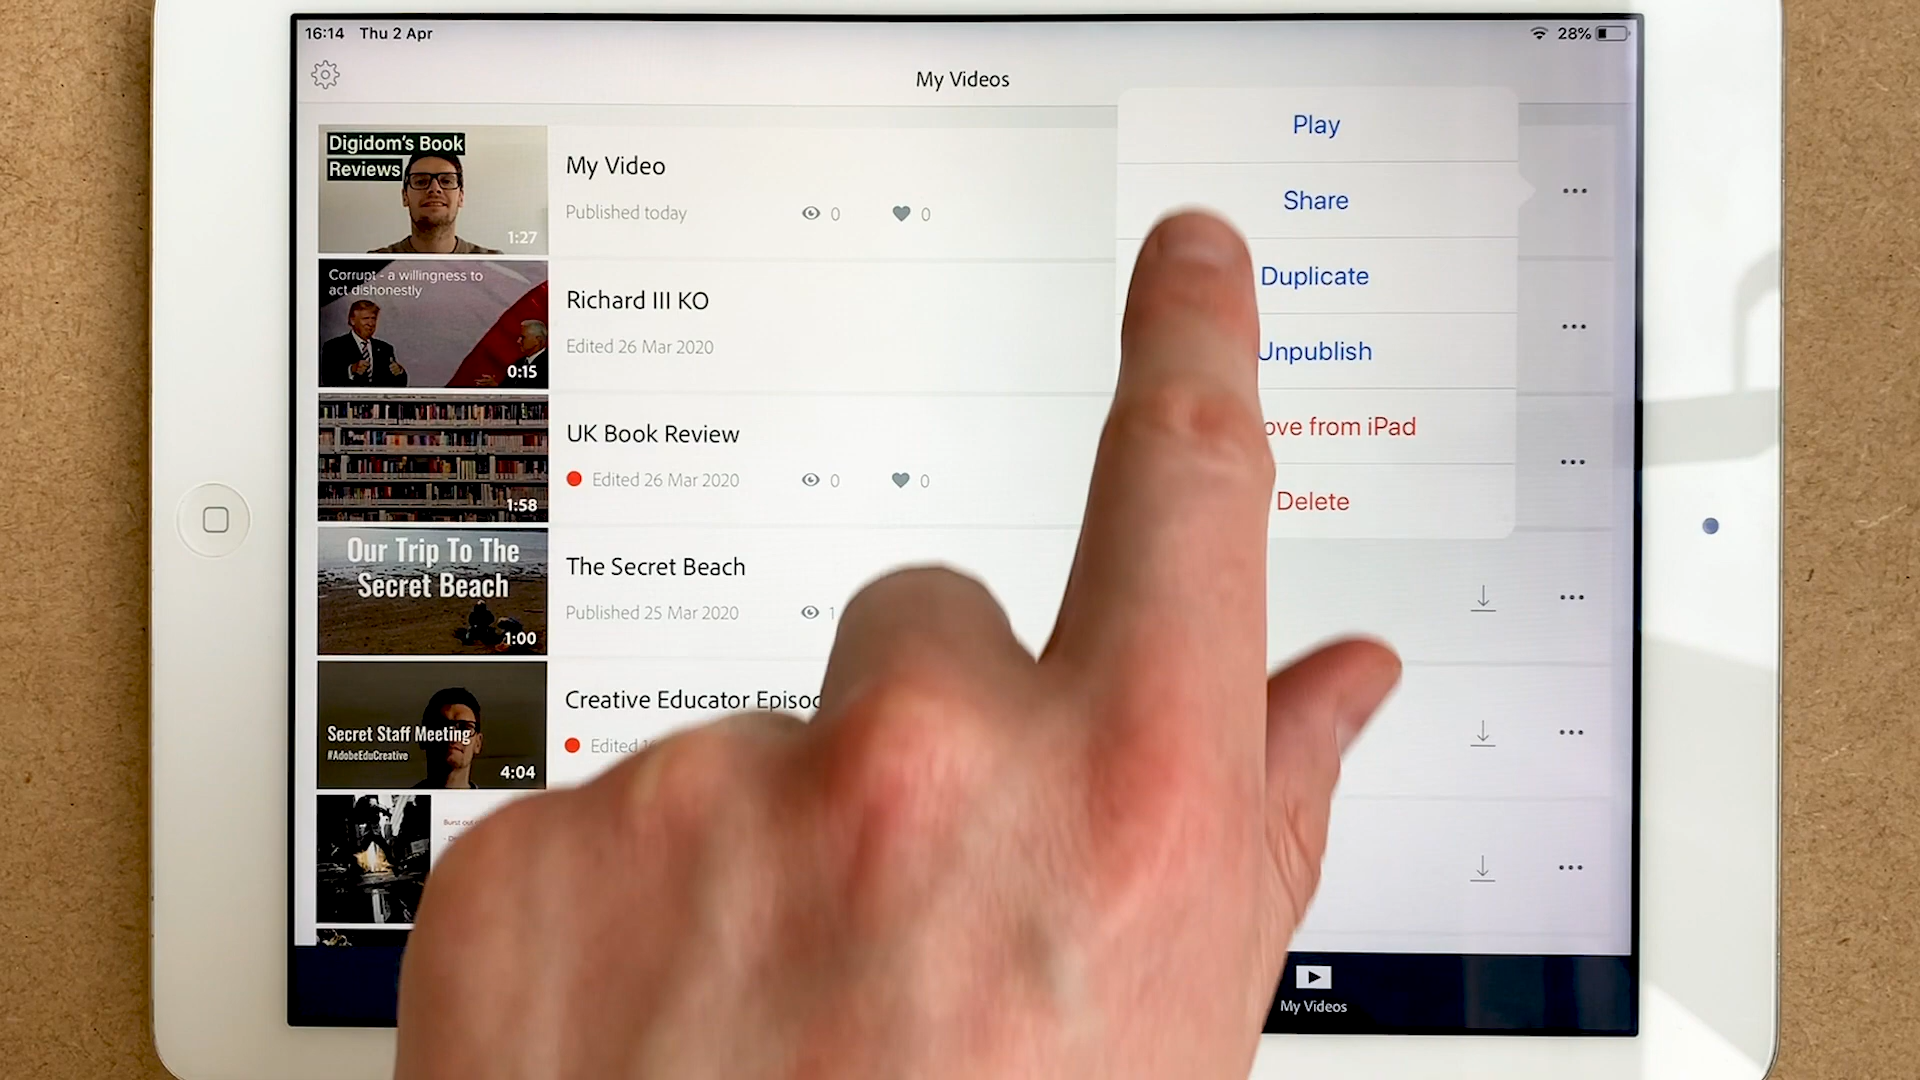 16:14 Thu 2 Apr
28%
My Videos
Digidom's Book
Reviews
1:27
My Video
Published today
0
0
Play
Share
Duplicate
Unpublish
ove from iPad
Delete
Corrupt - a willingness to
act dishonestly
0:15
Richard III KO
Edited 26 Mar 2020
1:58
UK Book Review
Edited 26 Mar 2020
0
0
Our Trip To The
Secret Beach
1:00
The Secret Beach
Published 25 Mar 2020
1
Secret Staff Meeting
#AdobeEduCreative
4:04
Creative Educator Episod
Edited
Burst out
My Videos